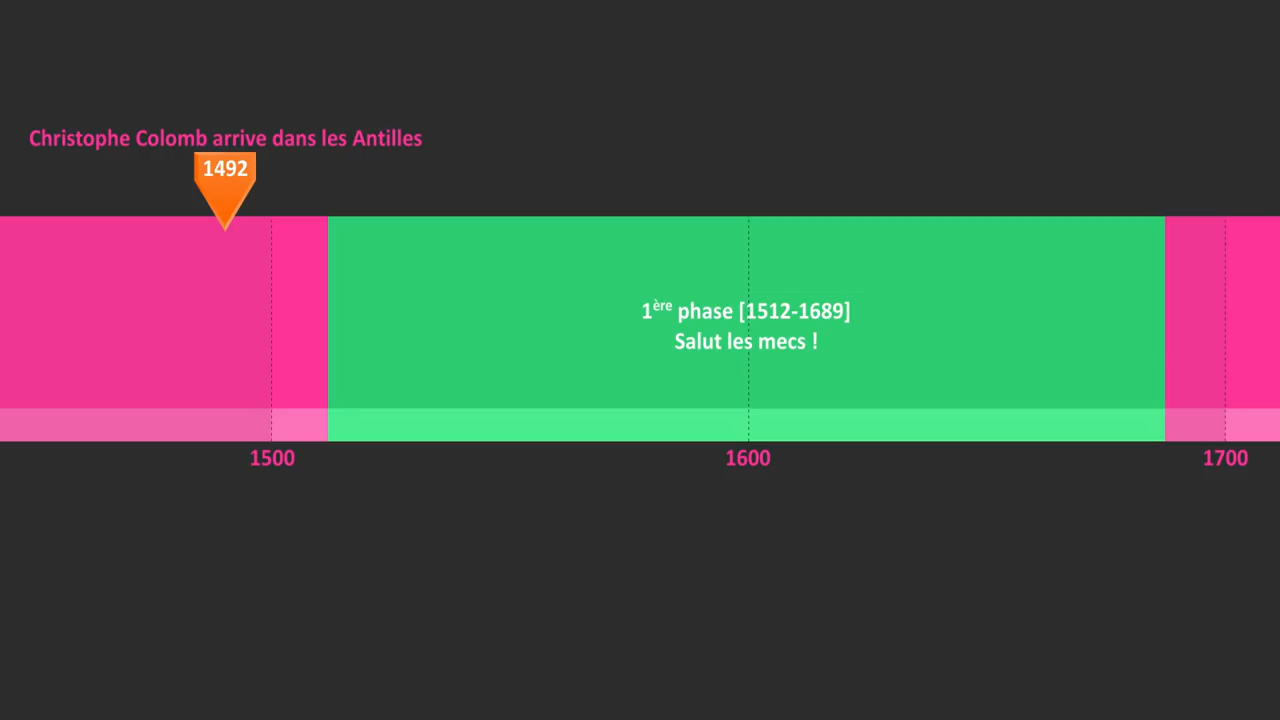 Christophe Colomb arrive dans les Antilles
1492
1ère phase [1512-1689]
Salut les mecs !
1500
1600
1700